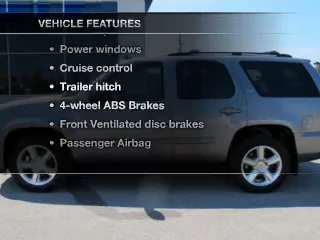 VEHICLE FEATURES
• Power windows
• Cruise control
• Trailer hitch
• 4-wheel ABS Brakes
• Front Ventilated disc brakes
• Passenger Airbag